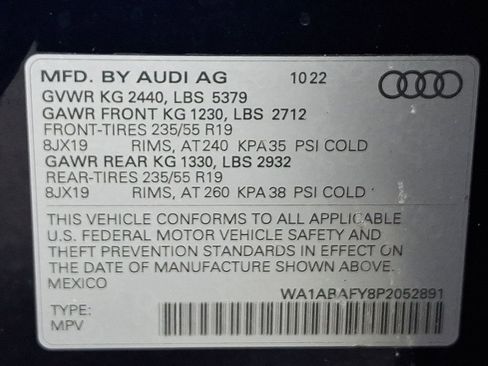 MFD. BY AUDI AG 10 22
GVWR KG 2440, LBS 5379
GAWR FRONT KG 1230, LBS 2712
FRONT-TIRES 235/55 R19
8JX19 RIMS, AT 240 KPA 35 PSI COLD
GAWR REAR KG 1330, LBS 2932
REAR-TIRES 235/55 R19
8JX19 RIMS, AT 260 KPA 38 PSI COLD
THIS VEHICLE CONFORMS TO ALL APPLICABLE
U.S. FEDERAL MOTOR VEHICLE SAFETY AND
THEFT PREVENTION STANDARDS IN EFFECT ON
THE DATE OF MANUFACTURE SHOWN ABOVE.
MEXICO
WA1ABAFY8P2052891
TYPE:
MPV